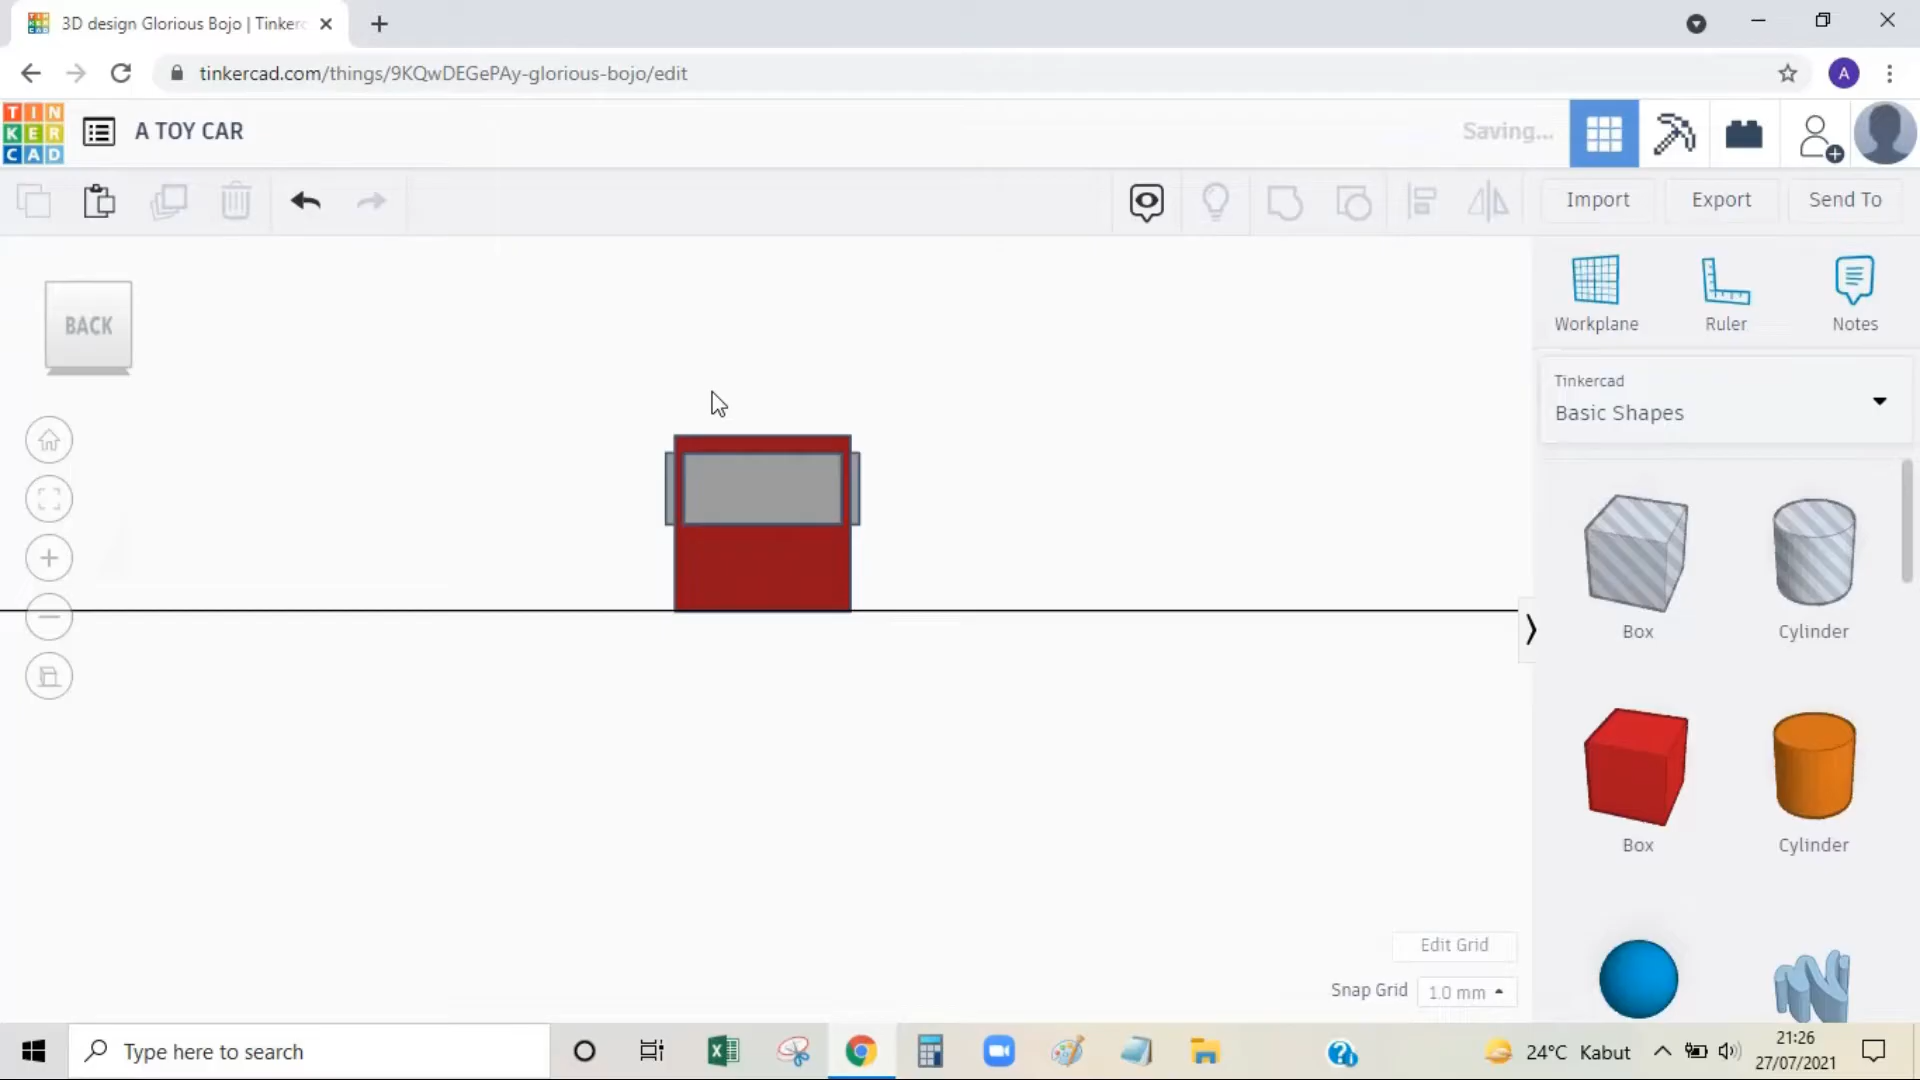 3D design Glorious Bojo | Tinkerc
tinkercad.com/things/9KQwDEGePAy-glorious-bojo/edit
A
TIN
KER
CAD
A TOY CAR
Saving...
Import
Export
Send To
BACK
Workplane
Ruler
Notes
Tinkercad
Basic Shapes
Box
Cylinder
Box
Cylinder
Edit Grid
Snap Grid
1.0 mm
Type here to search
24°C Kabut
21:26
27/07/2021